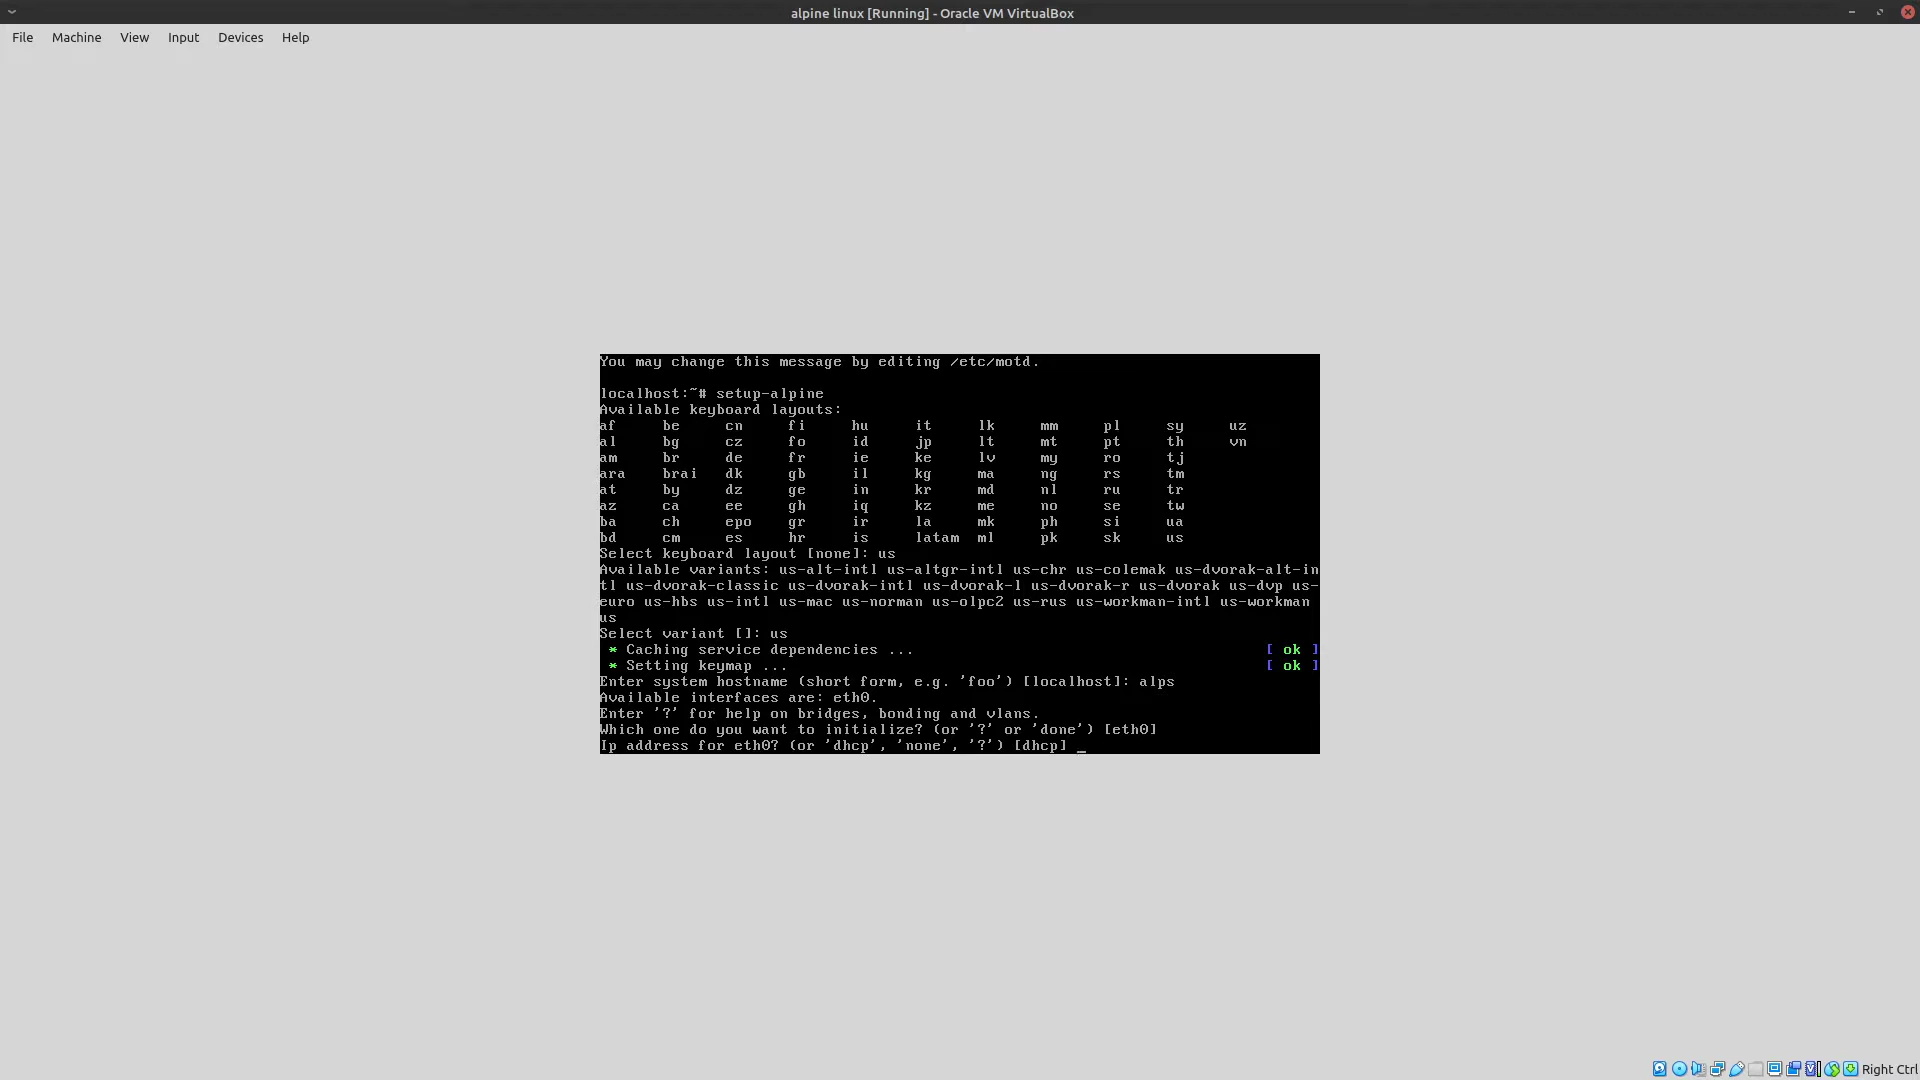 alpine linux [Running] - Oracle VM VirtualBox
File Machine View Input Devices Help
You may change this message by editing /etc/motd.
localhost:~# setup-alpine
Available keyboard layouts:
af be cn fi hu it lk mm pl sy uz
al bg cz fo id jp lt mt pt th vn
am br de fr ie ke lv my ro tj
ara brai dk gb il kg ma ng rs tm
at by dz ge in kr md nl ru tr
az ca ee gh iq kz me no se tw
ba ch epo gr ir la mk ph si ua
bd cm es hr is latam ml pk sk us
Select keyboard layout [none]: us
Available variants: us-alt-intl us-altgr-intl us-chr us-colemak us-dvorak-alt-in
tl us-dvorak-classic us-dvorak-intl us-dvorak-l us-dvorak-r us-dvorak us-dvp us-
euro us-hbs us-intl us-mac us-norman us-olpc2 us-rus us-workman-intl us-workman
us
Select variant []: us
* Caching service dependencies ... [ ok ]
* Setting keymap ... [ ok ]
Enter system hostname (short form, e.g. 'foo') [localhost]: alps
Available interfaces are: eth0.
Enter '?' for help on bridges, bonding and vlans.
Which one do you want to initialize? (or '?' or 'done') [eth0]
Ip address for eth0? (or 'dhcp', 'none', '?') [dhcp] _
Right Ctrl